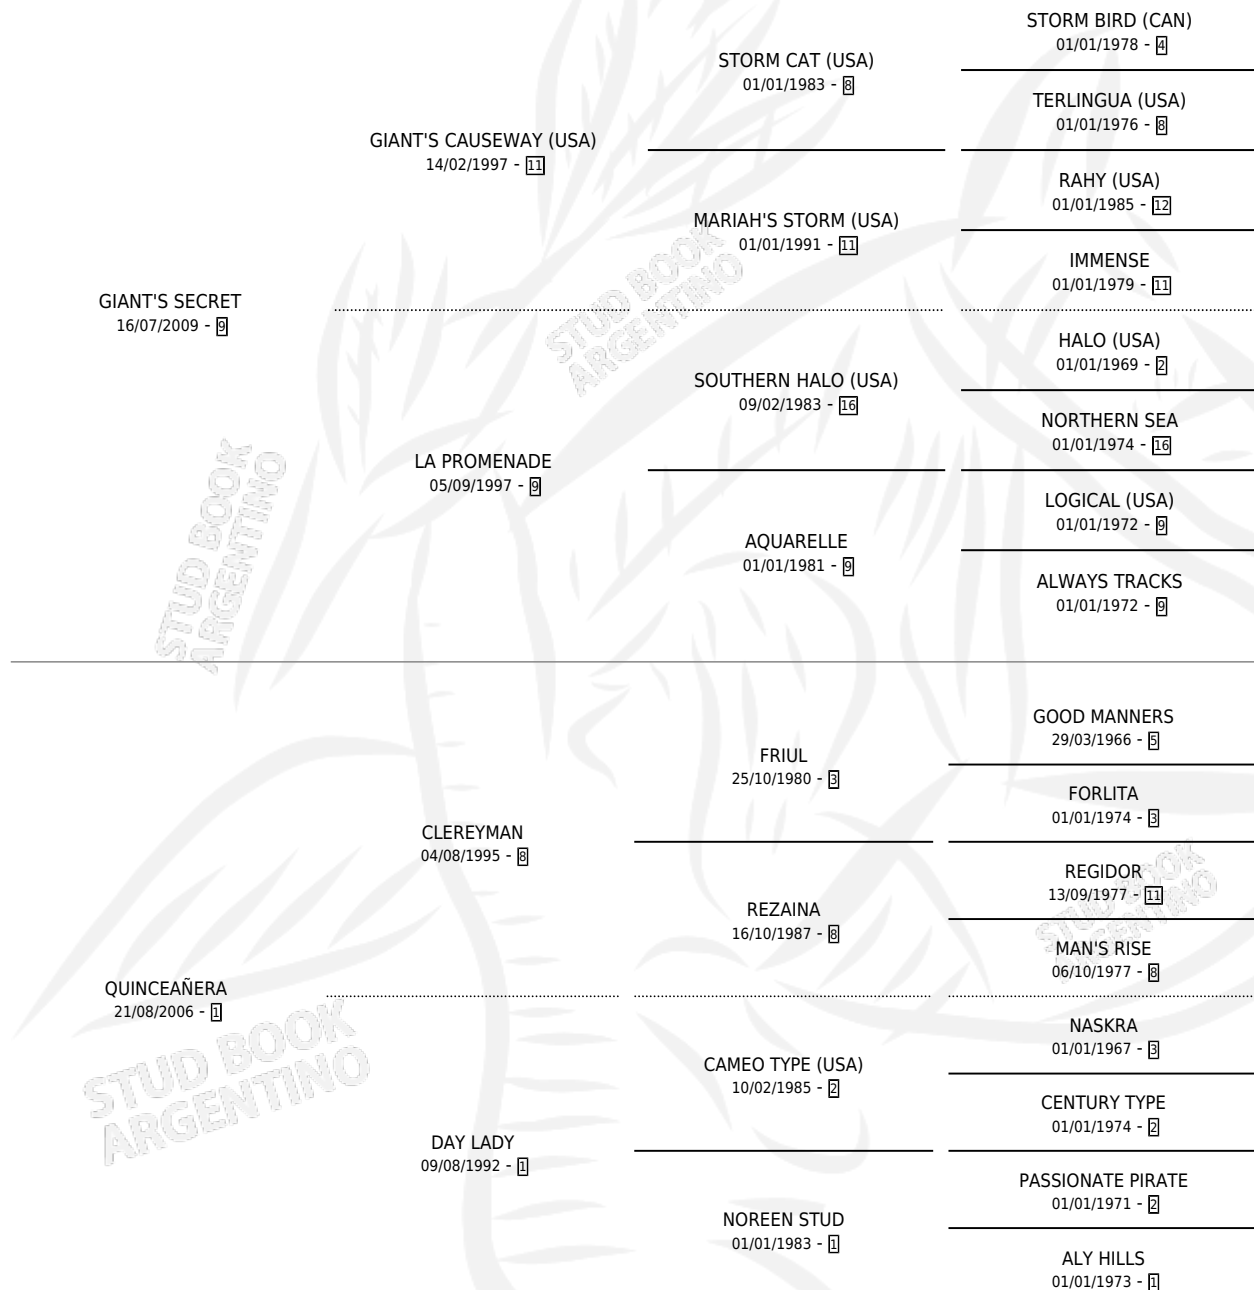 STORM BIRD (CAN)
01/01/1978 - 4
STORM CAT (USA)
01/01/1983 - 8
TERLINGUA (USA)
01/01/1976 - 8
GIANT'S CAUSEWAY (USA)
14/02/1997 - 11
RAHY (USA)
01/01/1985 - 12
MARIAH'S STORM (USA)
01/01/1991 - 11
IMMENSE
01/01/1979 - 11
GIANT'S SECRET
16/07/2009 - 9
HALO (USA)
01/01/1969 - 2
SOUTHERN HALO (USA)
09/02/1983 - 16
NORTHERN SEA
01/01/1974 - 16
LA PROMENADE
05/09/1997 - 9
LOGICAL (USA)
01/01/1972 - 9
AQUARELLE
01/01/1981 - 9
ALWAYS TRACKS
01/01/1972 - 9
GOOD MANNERS
29/03/1966 - 5
FRIUL
25/10/1980 - 3
FORLITA
01/01/1974 - 3
CLEREYMAN
04/08/1995 - 8
REGIDOR
13/09/1977 - 11
REZAINA
16/10/1987 - 8
MAN'S RISE
06/10/1977 - 8
QUINCEAÑERA
21/08/2006 - 1
NASKRA
01/01/1967 - 3
CAMEO TYPE (USA)
10/02/1985 - 2
CENTURY TYPE
01/01/1974 - 2
DAY LADY
09/08/1992 - 1
PASSIONATE PIRATE
01/01/1971 - 2
NOREEN STUD
01/01/1983 - 1
ALY HILLS
01/01/1973 - 1
STUD BOOK
ARGENTINO
STUD BOOK
ARGENTINO
STUD BOOK
ARGENTINO
STUD BOOK
ARGENTINO